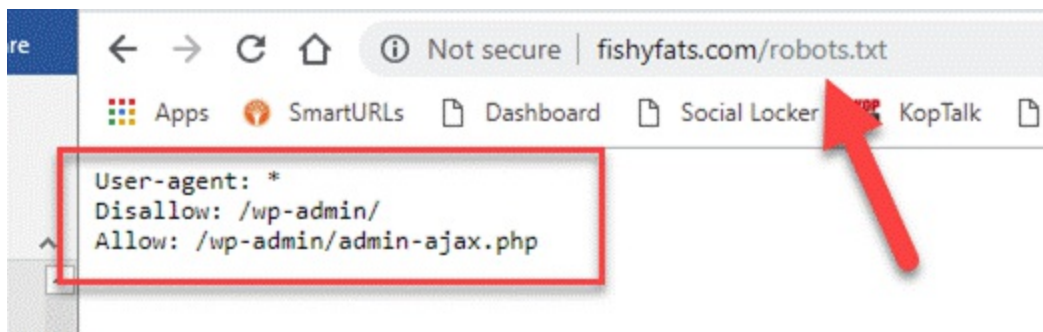 re
Not secure | fishyfats.com/robots.txt
Apps SmartURLs Dashboard Social Locker KopTalk
User-agent: *
Disallow: /wp-admin/
Allow: /wp-admin/admin-ajax.php